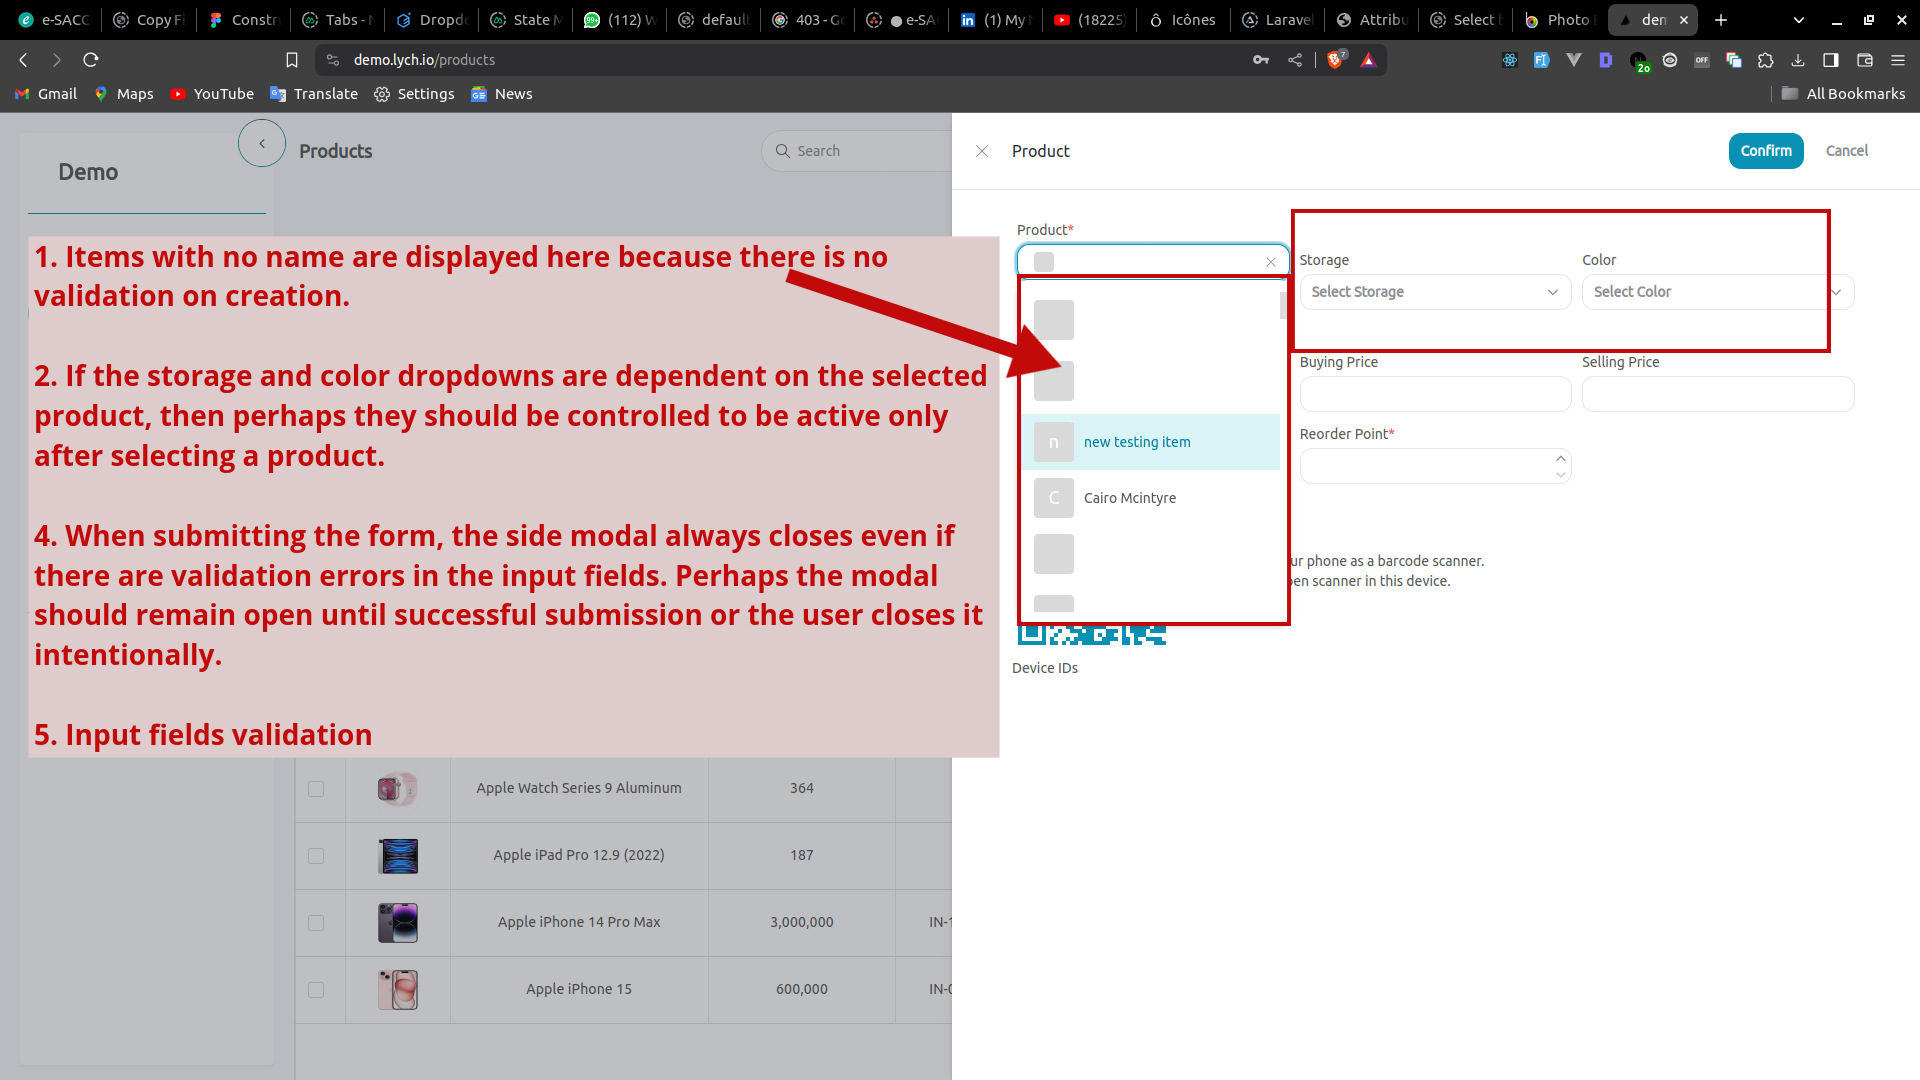 e-SACC
Copy Fi
Constru
Tabs - N
Dropdo
State M
(112) W
default
403 - Go
e-SA
(1) My N
(18225)
Icônes
Laravel
Attribu
Select b
Photo E
dem
demo.lych.io/products
7
OFF
20
Gmail
Maps
YouTube
Translate
Settings
News
All Bookmarks
Demo
Products
Search
Product
Confirm
Cancel
1. Items with no name are displayed here because there is no
validation on creation.
2. If the storage and color dropdowns are dependent on the selected
product, then perhaps they should be controlled to be active only
after selecting a product.
4. When submitting the form, the side modal always closes even if
there are validation errors in the input fields. Perhaps the modal
should remain open until successful submission or the user closes it
intentionally.
5. Input fields validation
Product*
n new testing item
C Cairo Mcintyre
Storage
Select Storage
Color
Select Color
Buying Price
Selling Price
Reorder Point*
ur phone as a barcode scanner.
pen scanner in this device.
Device IDs
Apple Watch Series 9 Aluminum 364
Apple iPad Pro 12.9 (2022) 187
Apple iPhone 14 Pro Max 3,000,000 IN-1
Apple iPhone 15 600,000 IN-0